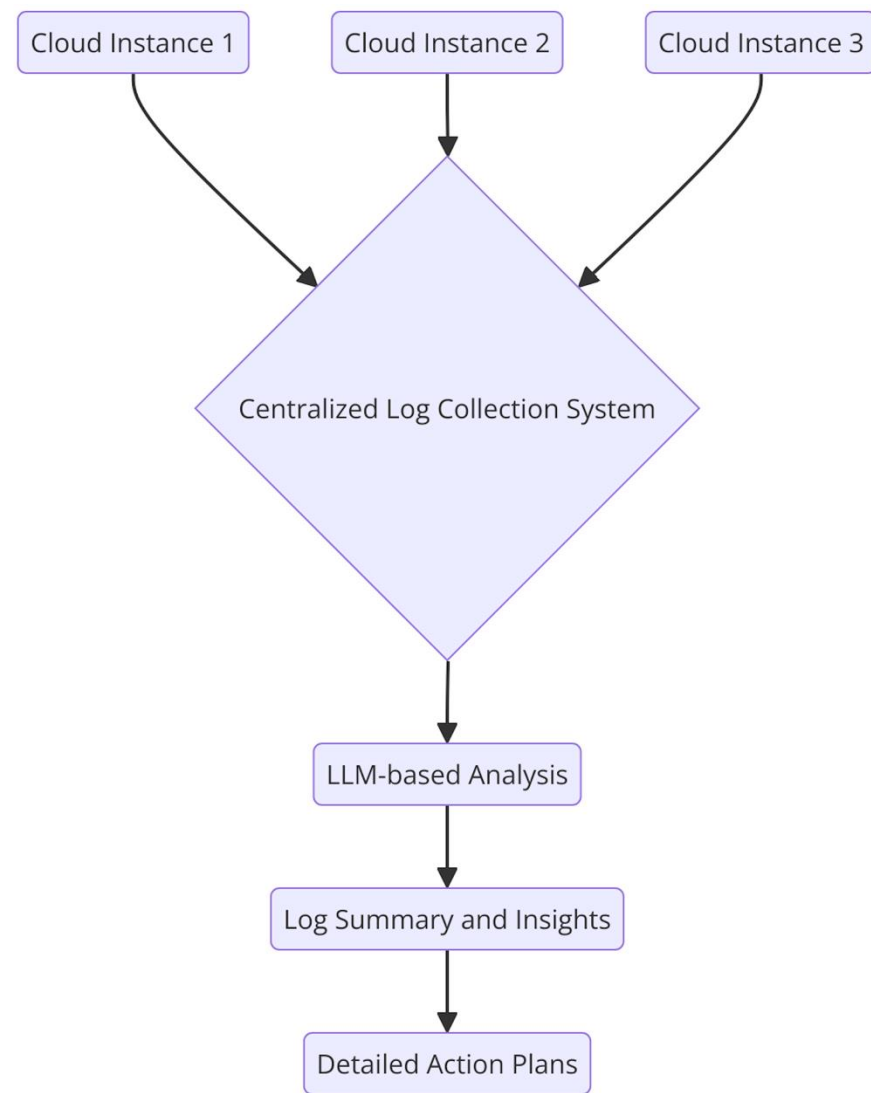 Cloud Instance 1
Cloud Instance 2
Cloud Instance 3
Centralized Log Collection System
LLM-based Analysis
Log Summary and Insights
Detailed Action Plans